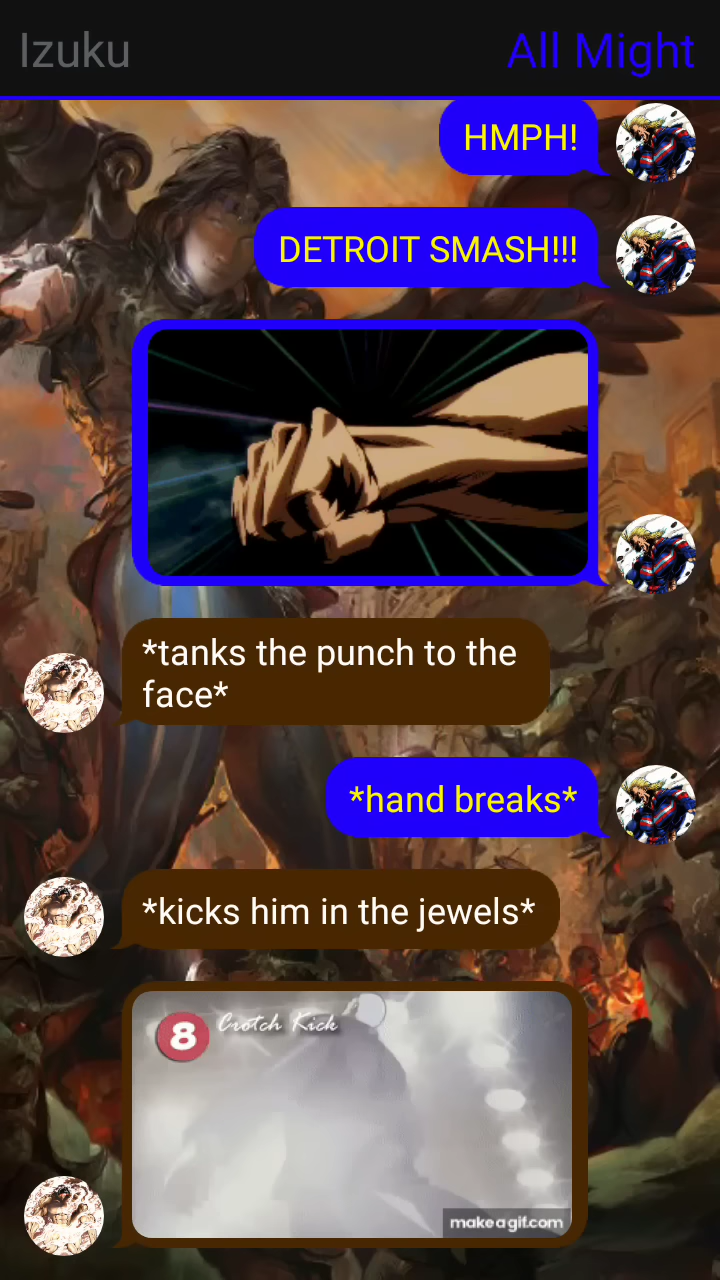 Izuku
All Might
HMPH!
DETROIT SMASH!!!
*tanks the punch to the
face*
*hand breaks*
*kicks him in the jewels*
8 Crotch Kick
makeagif.com